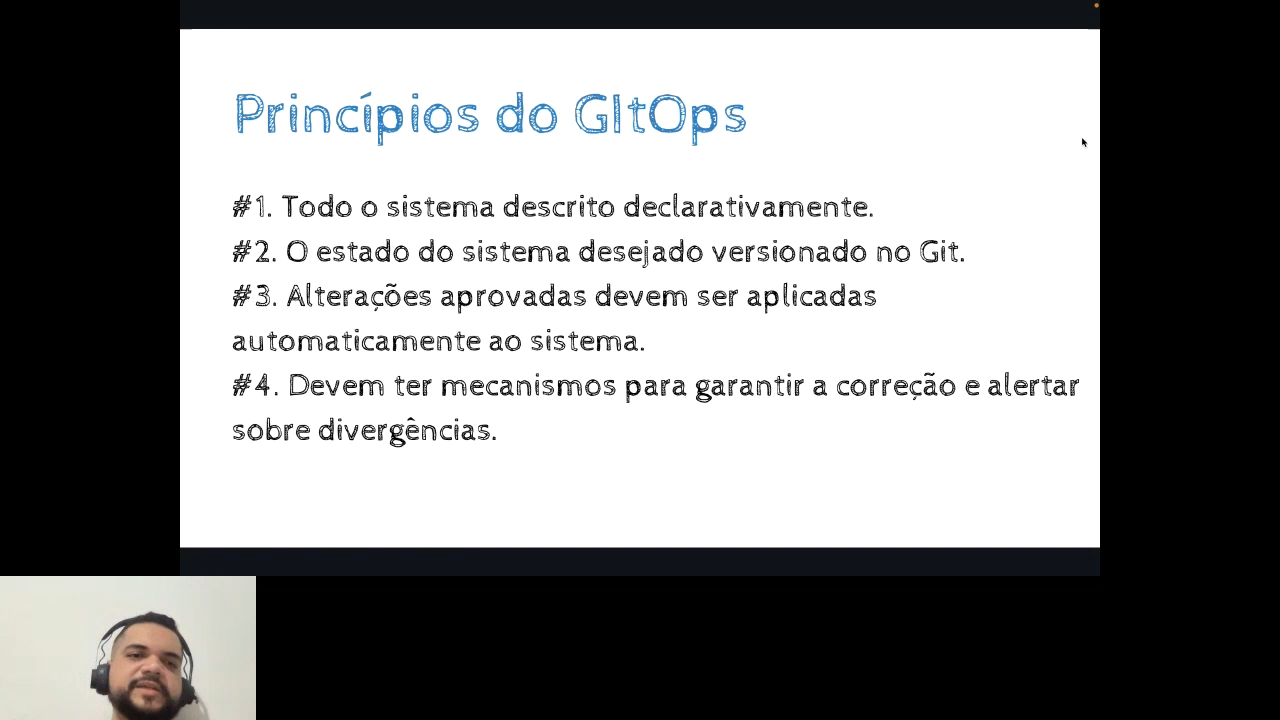 Princípios do GItOps
#1. Todo o sistema descrito declarativamente.
#2. O estado do sistema desejado versionado no Git.
#3. Alterações aprovadas devem ser aplicadas
automaticamente ao sistema.
#4. Devem ter mecanismos para garantir a correção e alertar
sobre divergências.